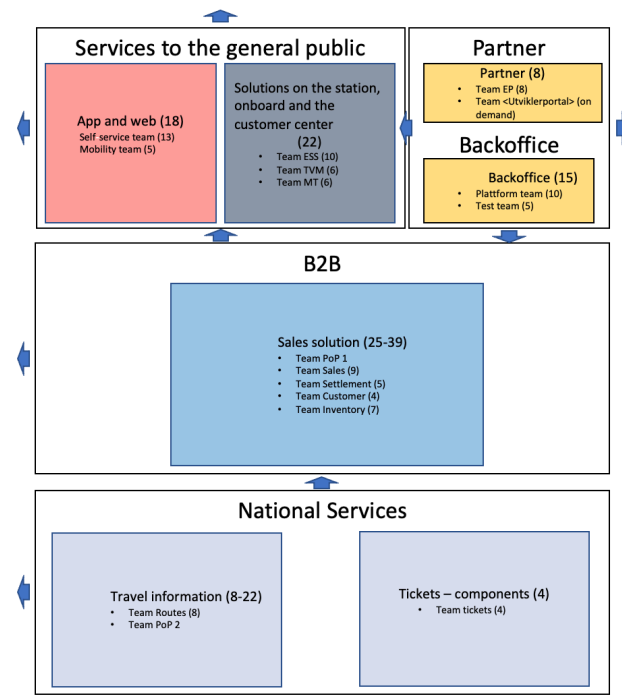 Services to the general public
App and web (18)
Self service team (13)
Mobility team (5)
Solutions on the station,
onboard and the
customer center
(22)
• Team ESS (10)
• Team TVM (6)
• Team MT (6)
Partner
Partner (8)
• Team EP (8)
• Team <Utviklerportal> (on
demand)
Backoffice
Backoffice (15)
• Plattform team (10)
• Test team (5)
B2B
Sales solution (25-39)
• Team PoP 1
• Team Sales (9)
• Team Settlement (5)
• Team Customer (4)
• Team Inventory (7)
National Services
Travel information (8-22)
• Team Routes (8)
• Team PoP 2
Tickets – components (4)
• Team tickets (4)